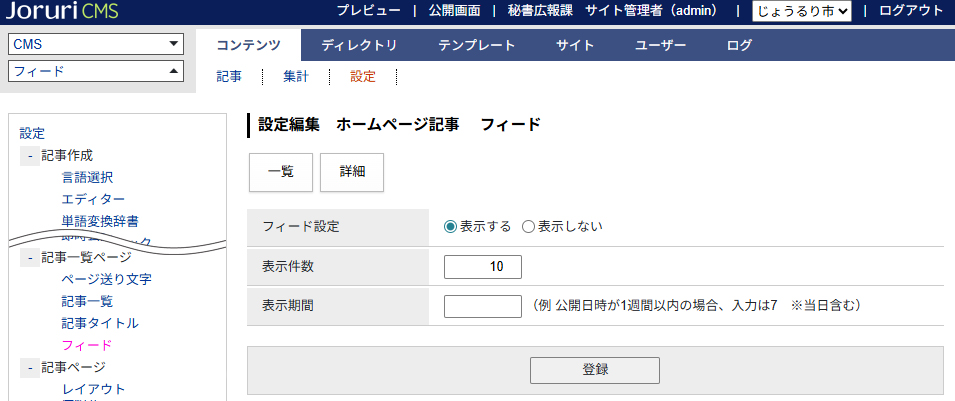 Joruri CMS
プレビュー | 公開画面 | 秘書広報課 サイト管理者（admin） | じょうるり市 | ログアウト
CMS
フィード
コンテンツ ディレクトリ テンプレート サイト ユーザー ログ
記事 集計 設定
設定
- 記事作成
言語選択
エディター
単語変換辞書
- 記事一覧ページ
ページ送り文字
記事一覧
記事タイトル
フィード
- 記事ページ
レイアウト
設定編集 ホームページ記事 フィード
一覧 詳細
フィード設定 表示する 表示しない
表示件数 10
表示期間 （例 公開日時が1週間以内の場合、入力は7 ※当日含む）
登録